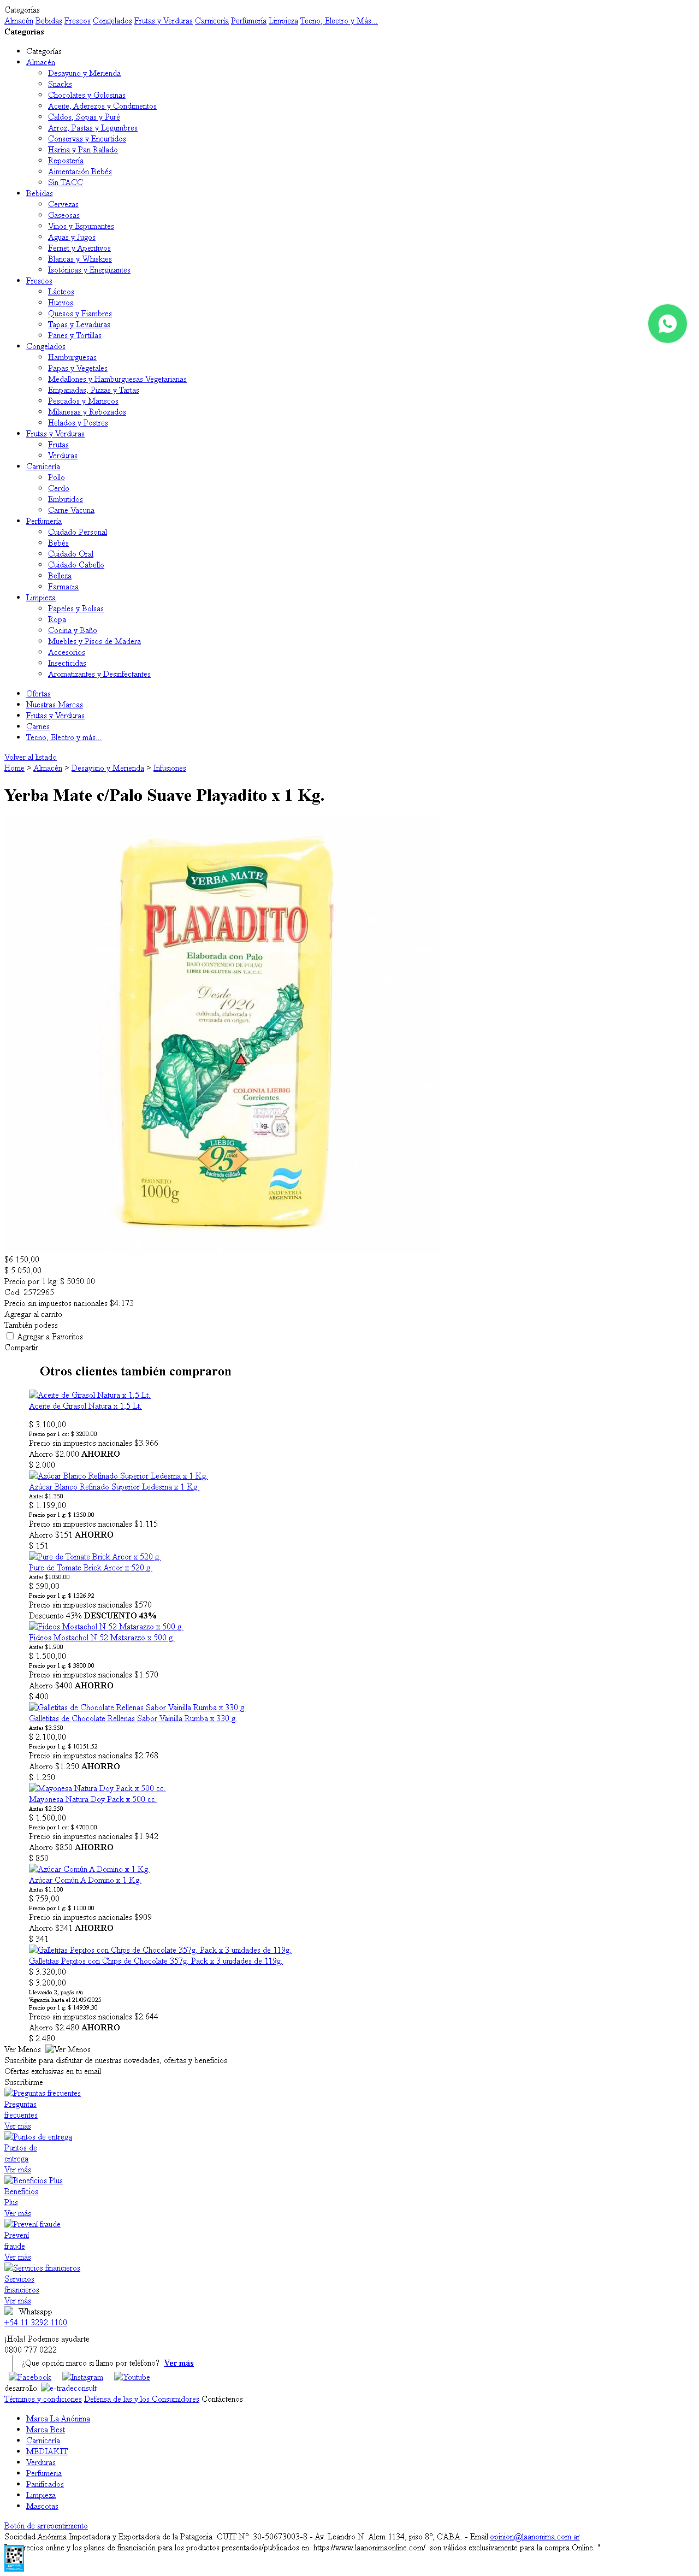 Categorías
Almacén Bebidas Frescos Congelados Frutas y Verduras Carnicería Perfumería Limpieza Tecno, Electro y Más...
Categorías
Categorías
Almacén
Desayuno y Merienda
Snacks
Chocolates y Golosinas
Aceite, Aderezos y Condimentos
Caldos, Sopas y Puré
Arroz, Pastas y Legumbres
Conservas y Encurtidos
Harina y Pan Rallado
Repostería
Aimentación Bebés
Sin TACC
Bebidas
Cervezas
Gaseosas
Vinos y Espumantes
Aguas y Jugos
Fernet y Aperitivos
Blancas y Whiskies
Isotónicas y Energizantes
Frescos
Lácteos
Huevos
Quesos y Fiambres
Tapas y Levaduras
Panes y Tortillas
Congelados
Hamburguesas
Papas y Vegetales
Medallones y Hamburguesas Vegetarianas
Empanadas, Pizzas y Tartas
Pescados y Mariscos
Milanesas y Rebozados
Helados y Postres
Frutas y Verduras
Frutas
Verduras
Carnicería
Pollo
Cerdo
Embutidos
Carne Vacuna
Perfumería
Cuidado Personal
Bebés
Cuidado Oral
Cuidado Cabello
Belleza
Farmacia
Limpieza
Papeles y Bolsas
Ropa
Cocina y Baño
Muebles y Pisos de Madera
Accesorios
Insecticidas
Aromatizantes y Desinfectantes
Ofertas
Nuestras Marcas
Frutas y Verduras
Carnes
Tecno, Electro y más...
Volver al listado
Home > Almacén > Desayuno y Merienda > Infusiones
Yerba Mate c/Palo Suave Playadito x 1 Kg.
YERBA MATE
PLAYADITO
Elaborada con Palo
BAJO CONTENIDO DE POLVO
LIBRE DE GLUTEN SIN T.A.C.C.
Desde
1926
cultivada, elaborada y
envasada en origen.
COLONIA LIEBIG
Corrientes
1kg.
LIEBIG
95
haciendo calidad
PESO NETO
1000g
INDUSTRIA
ARGENTINA
$6.150,00
$ 5.050,00
Precio por 1 kg: $ 5050.00
Cod. 2572965
Precio sin impuestos nacionales $4.173
Agregar al carrito
También podess
Agregar a Favoritos
Compartir
Otros clientes también compraron
Aceite de Girasol Natura x 1,5 Lt.
Aceite de Girasol Natura x 1,5 Lt.
$ 3.100,00
Precio por 1 cc: $ 3200.00
Precio sin impuestos nacionales $3.966
Ahorro $2.000 AHORRO
$ 2.000
Azúcar Blanco Refinado Superior Ledesma x 1 Kg.
Azúcar Blanco Refinado Superior Ledesma x 1 Kg.
Antes $1.350
$ 1.199,00
Precio por 1 g: $ 1350.00
Precio sin impuestos nacionales $1.115
Ahorro $151 AHORRO
$ 151
Pure de Tomate Brick Arcor x 520 g.
Pure de Tomate Brick Arcor x 520 g.
Antes $1050.00
$ 590,00
Precio por 1 g: $ 1326.92
Precio sin impuestos nacionales $570
Descuento 43% DESCUENTO 43%
Fideos Mostachol N 52 Matarazzo x 500 g.
Fideos Mostachol N 52 Matarazzo x 500 g.
Antes $1.900
$ 1.500,00
Precio por 1 g: $ 3800.00
Precio sin impuestos nacionales $1.570
Ahorro $400 AHORRO
$ 400
Galletitas de Chocolate Rellenas Sabor Vainilla Rumba x 330 g.
Galletitas de Chocolate Rellenas Sabor Vainilla Rumba x 330 g.
Antes $3.350
$ 2.100,00
Precio por 1 g: $ 10151.52
Precio sin impuestos nacionales $2.768
Ahorro $1.250 AHORRO
$ 1.250
Mayonesa Natura Doy Pack x 500 cc.
Mayonesa Natura Doy Pack x 500 cc.
Antes $2.350
$ 1.500,00
Precio por 1 cc: $ 4700.00
Precio sin impuestos nacionales $1.942
Ahorro $850 AHORRO
$ 850
Azúcar Común A Domino x 1 Kg.
Azúcar Común A Domino x 1 Kg.
Antes $1.100
$ 759,00
Precio por 1 g: $ 1100.00
Precio sin impuestos nacionales $909
Ahorro $341 AHORRO
$ 341
Galletitas Pepitos con Chips de Chocolate 357g. Pack x 3 unidades de 119g.
Galletitas Pepitos con Chips de Chocolate 357g. Pack x 3 unidades de 119g.
$ 3.320,00
$ 3.200,00
Llevando 2, pagás c/u
Vigencia hasta el 21/09/2025
Precio por 1 g: $ 14939.30
Precio sin impuestos nacionales $2.644
Ahorro $2.480 AHORRO
$ 2.480
Ver Menos Ver Menos
Suscribite para disfrutar de nuestras novedades, ofertas y beneficios
Ofertas exclusivas en tu email
Suscribirme
Preguntas frecuentes
Preguntas
frecuentes
Ver más
Puntos de entrega
Puntos de
entrega
Ver más
Beneficios Plus
Beneficios
Plus
Ver más
Prevení fraude
Prevení
fraude
Ver más
Servicios financieros
Servicios
financieros
Ver más
Whatsapp
+54 11 3292 1100
¡Hola! Podemos ayudarte
0800 777 0222
¿Que opción marco si llamo por teléfono? Ver más
Facebook Instagram Youtube
desarrollo: e-tradeconsult
Términos y condiciones Defensa de las y los Consumidores Contáctenos
Marca La Anónima
Marca Best
Carnicería
MEDIAKIT
Verduras
Perfumeria
Panificados
Limpieza
Mascotas
Botón de arrepentimiento
Sociedad Anónima Importadora y Exportadora de la Patagonia CUIT Nº 30-50673003-8 - Av. Leandro N. Alem 1134, piso 8º, CABA. - Email:opinion@laanonima.com.ar
precios online y los planes de financiación para los productos presentados/publicados en https://www.laanonimaonline.com/ son válidos exclusivamente para la compra Online. "